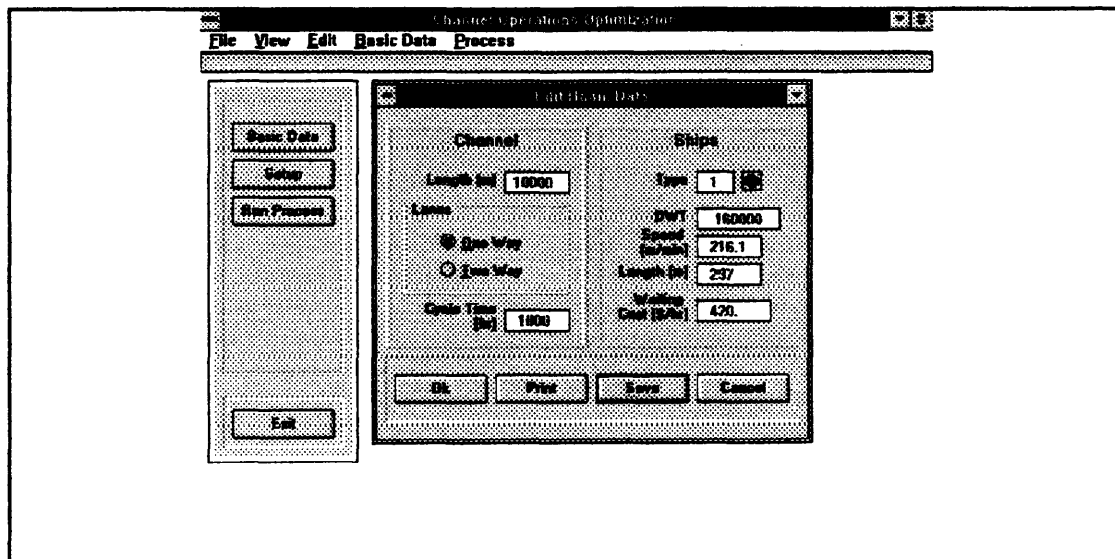 Channel Operations Optimization
File View Edit Basic Data Process
Edit Basic Data
Basic Data
Setup
Run Process
Exit
Channel
Length [m] 10000
Lanes
One Way
Two Way
Cycle Time
[hr] 1000
Ships
Type 1
DWT 160000
Speed
[m/min] 216.1
Length [m] 297
Waiting
Cost [$/hr] 420.
Ok Print Save Cancel